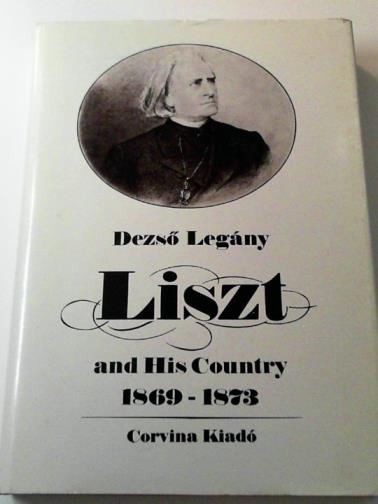 Dezső Legány
Liszt
and His Country
1869-1873
Corvina Kiadó